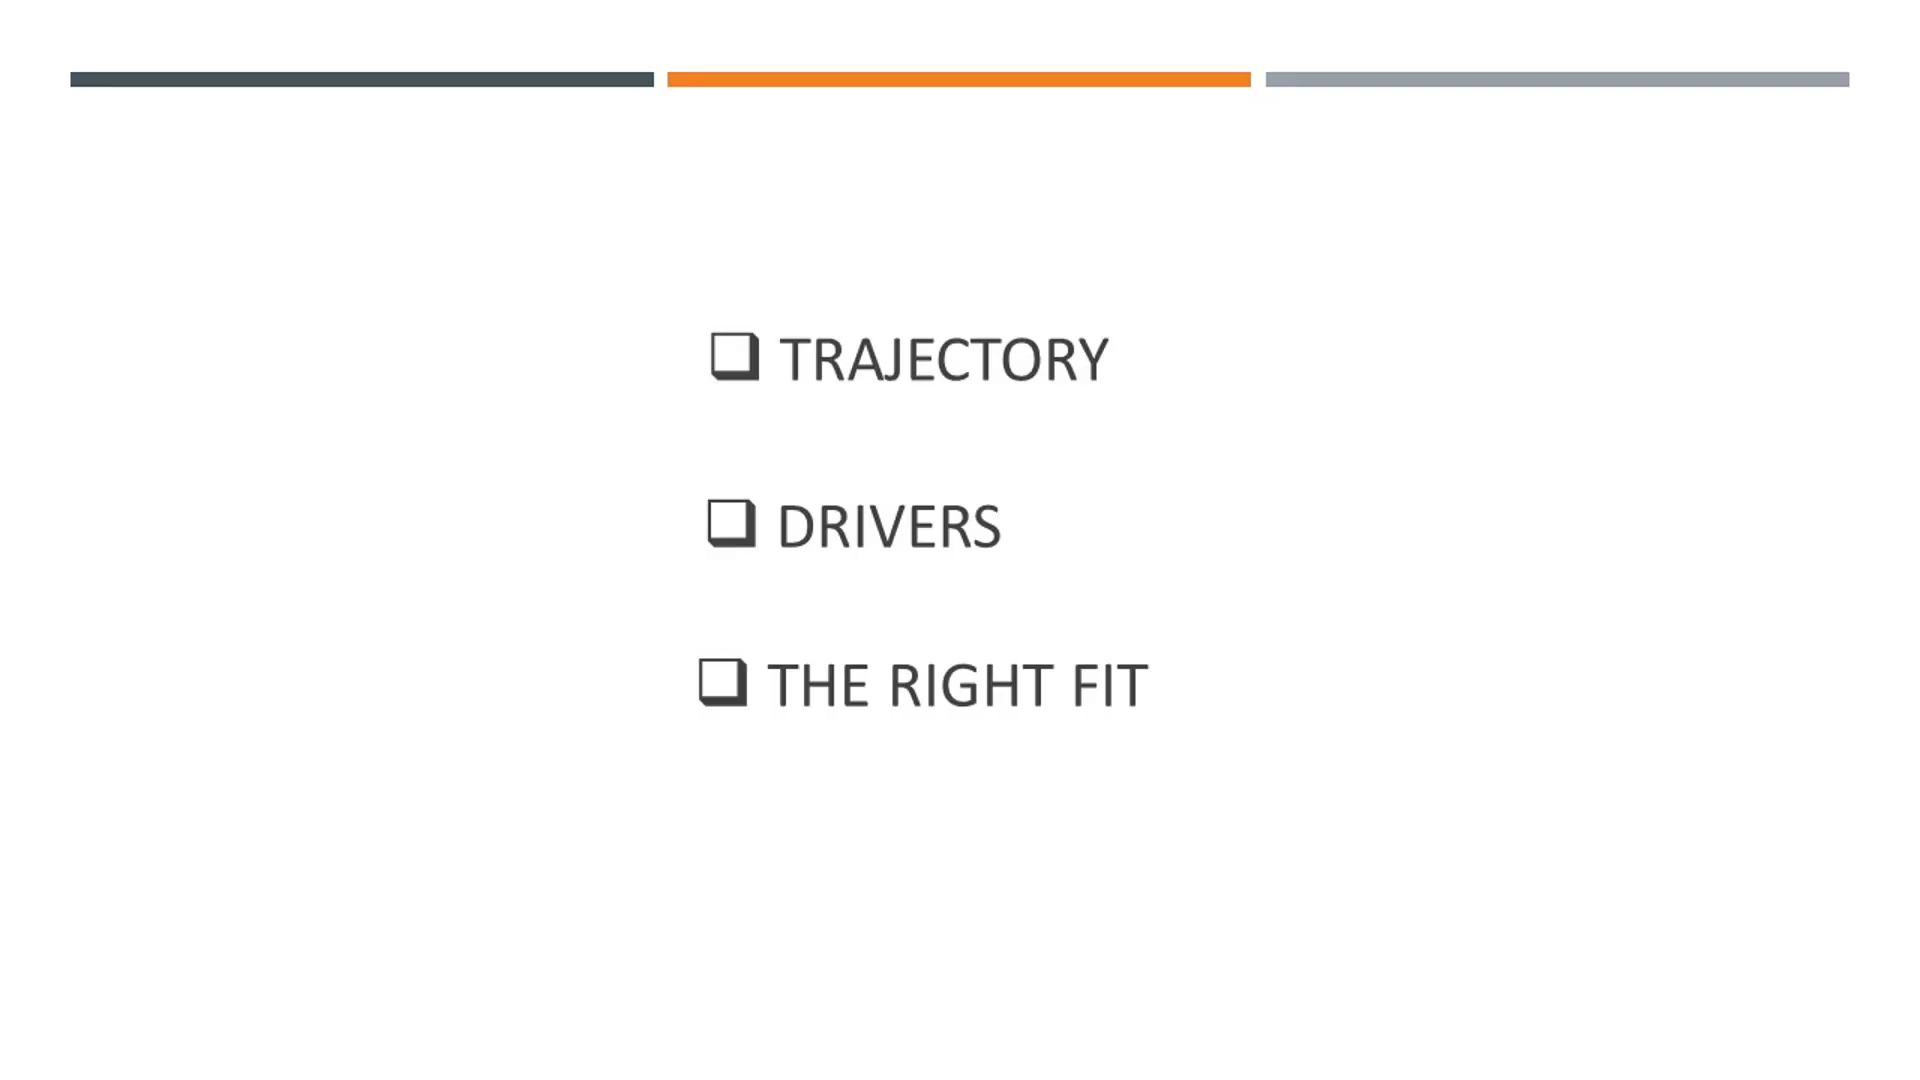 ❑ TRAJECTORY
❑ DRIVERS
❑ THE RIGHT FIT